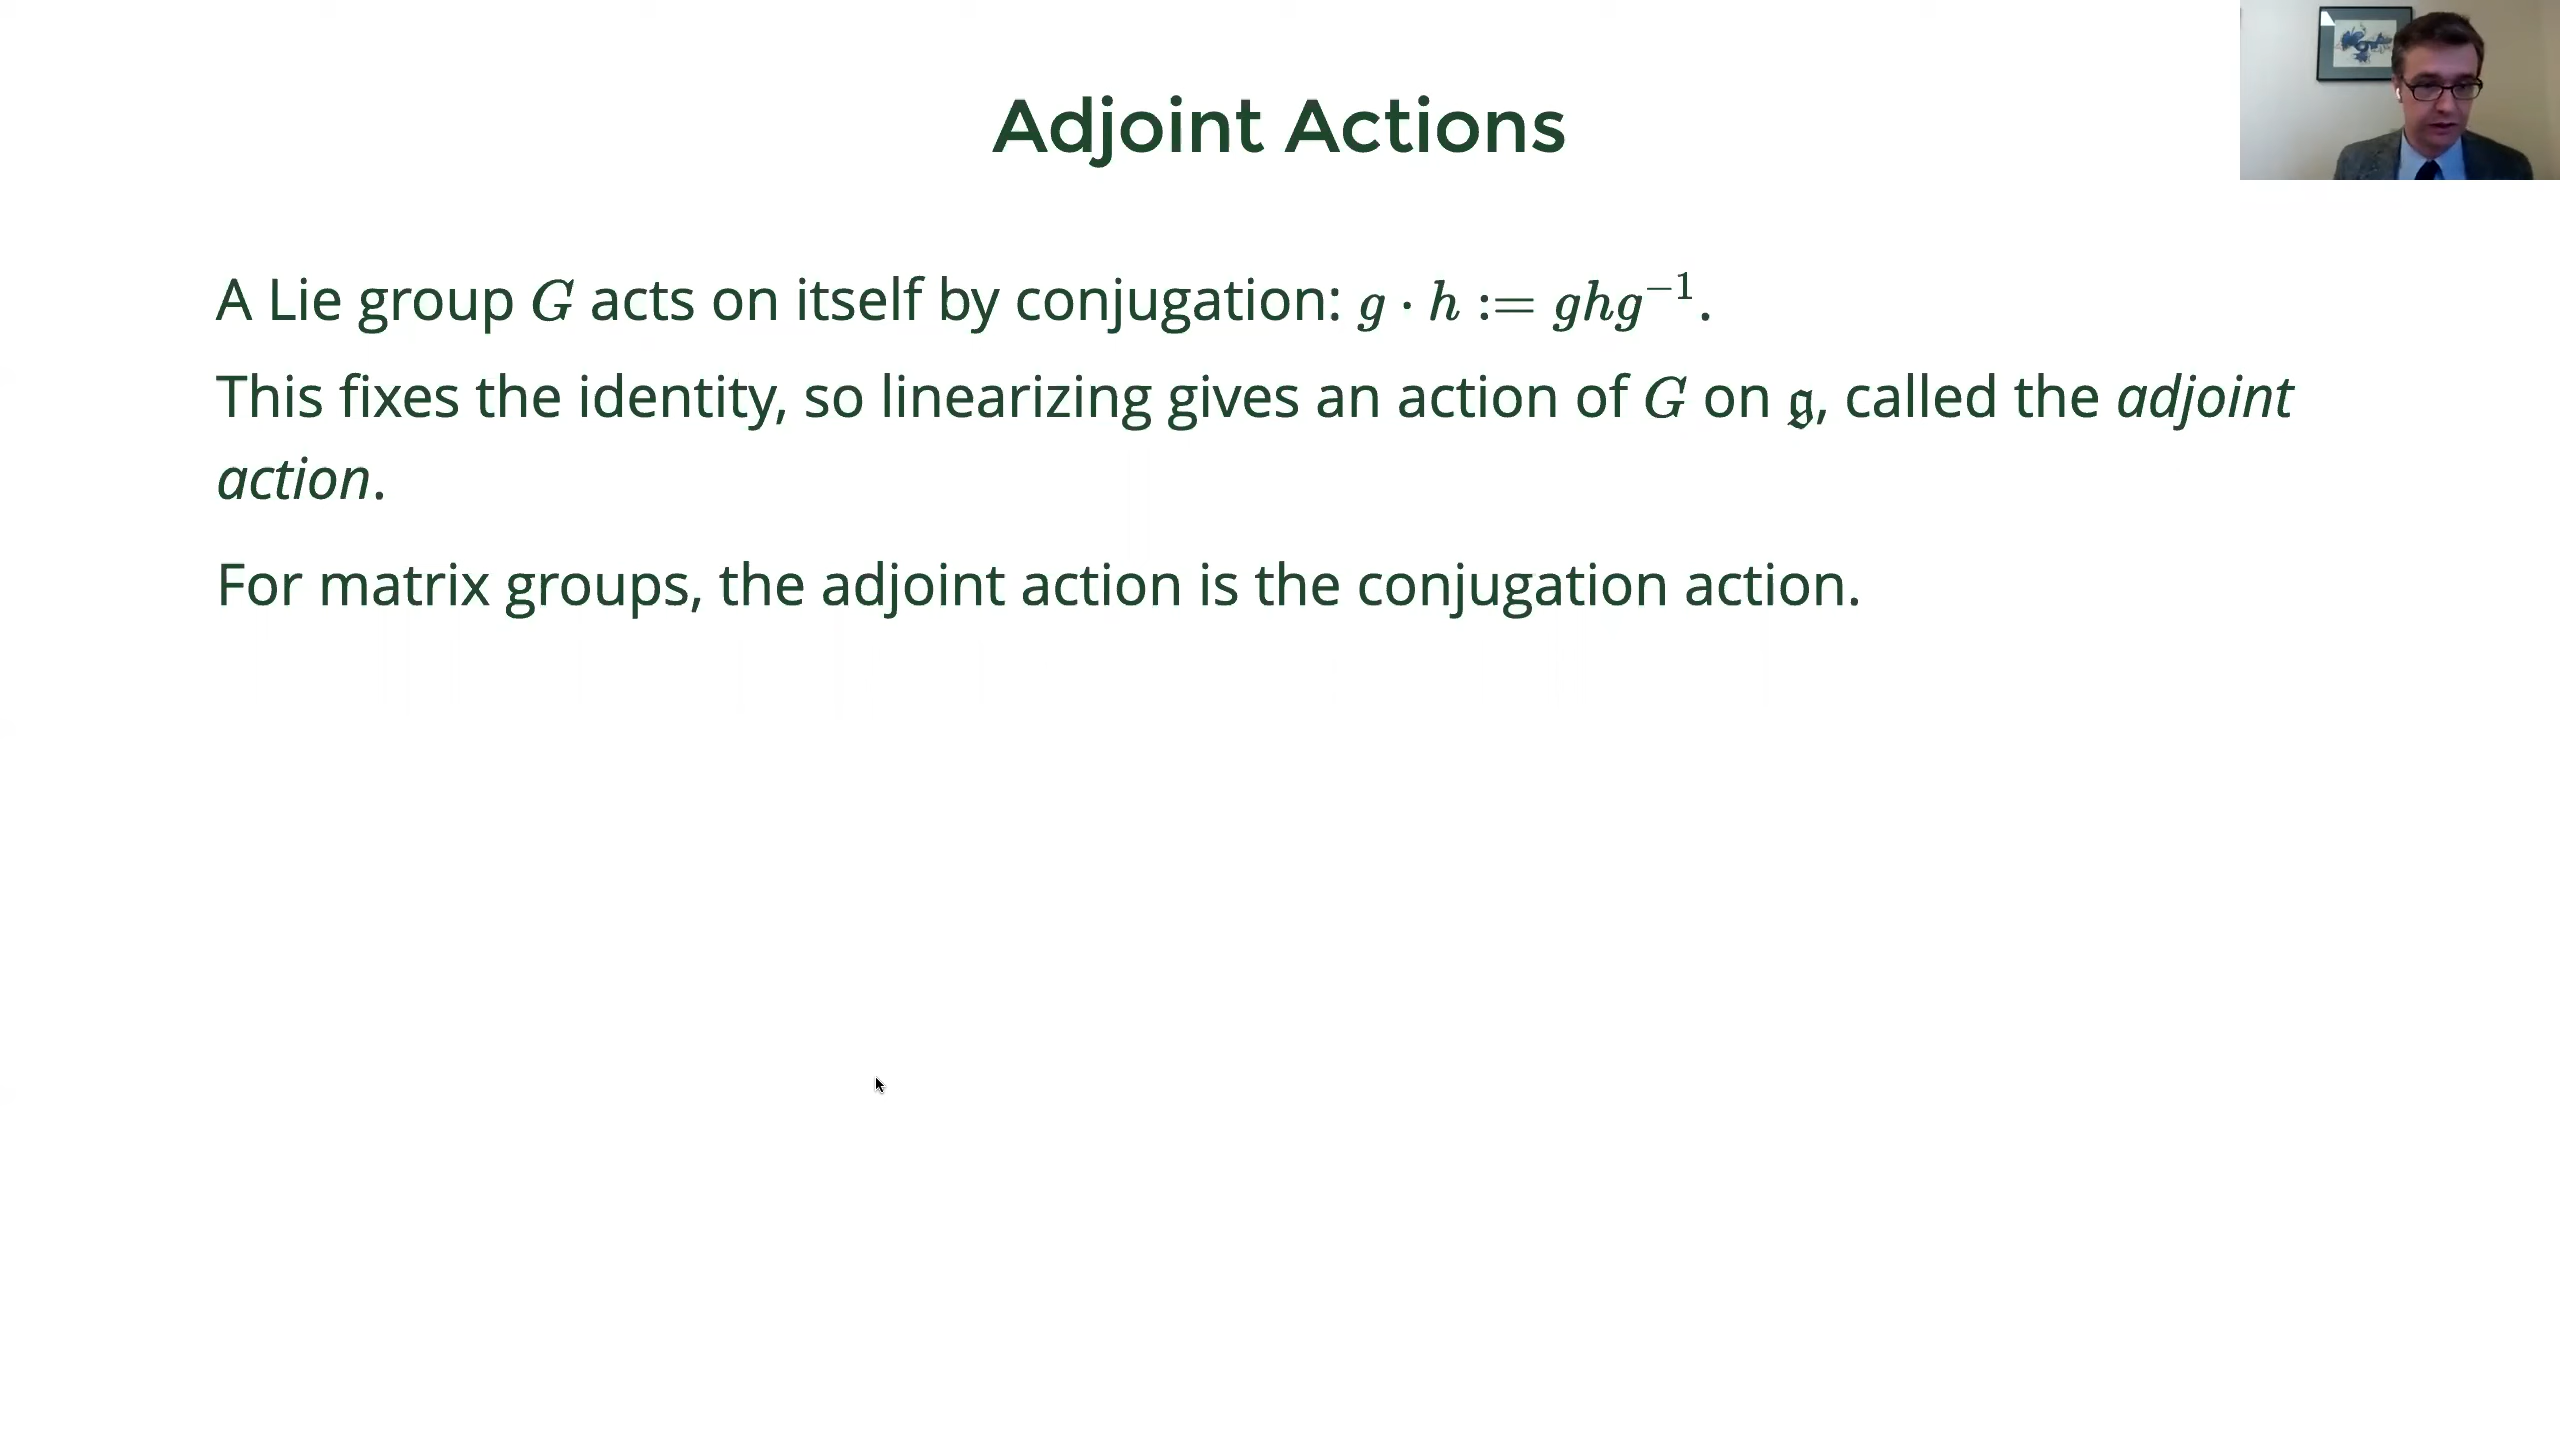 Adjoint Actions
A Lie group G acts on itself by conjugation: g · h := ghg⁻¹.
This fixes the identity, so linearizing gives an action of G on 𝔤, called the adjoint
action.
For matrix groups, the adjoint action is the conjugation action.